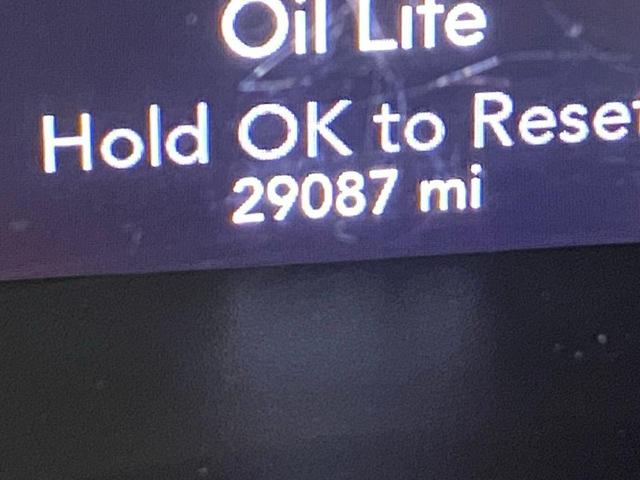 Oil Life
Hold OK to Reset
29087 mi